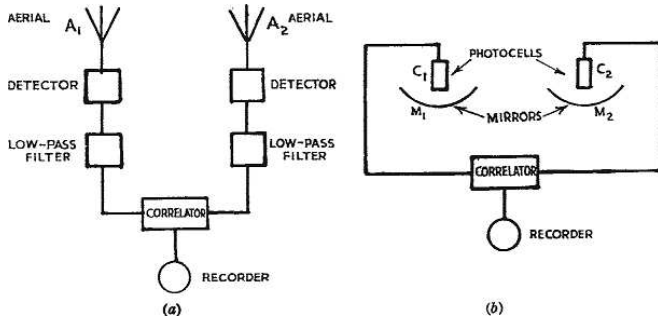 AERIAL A1
A2 AERIAL
DETECTOR
DETECTOR
LOW-PASS
FILTER
LOW-PASS
FILTER
CORRELATOR
RECORDER
(a)
PHOTOCELLS
C1
C2
M1
MIRRORS
M2
CORRELATOR
RECORDER
(b)